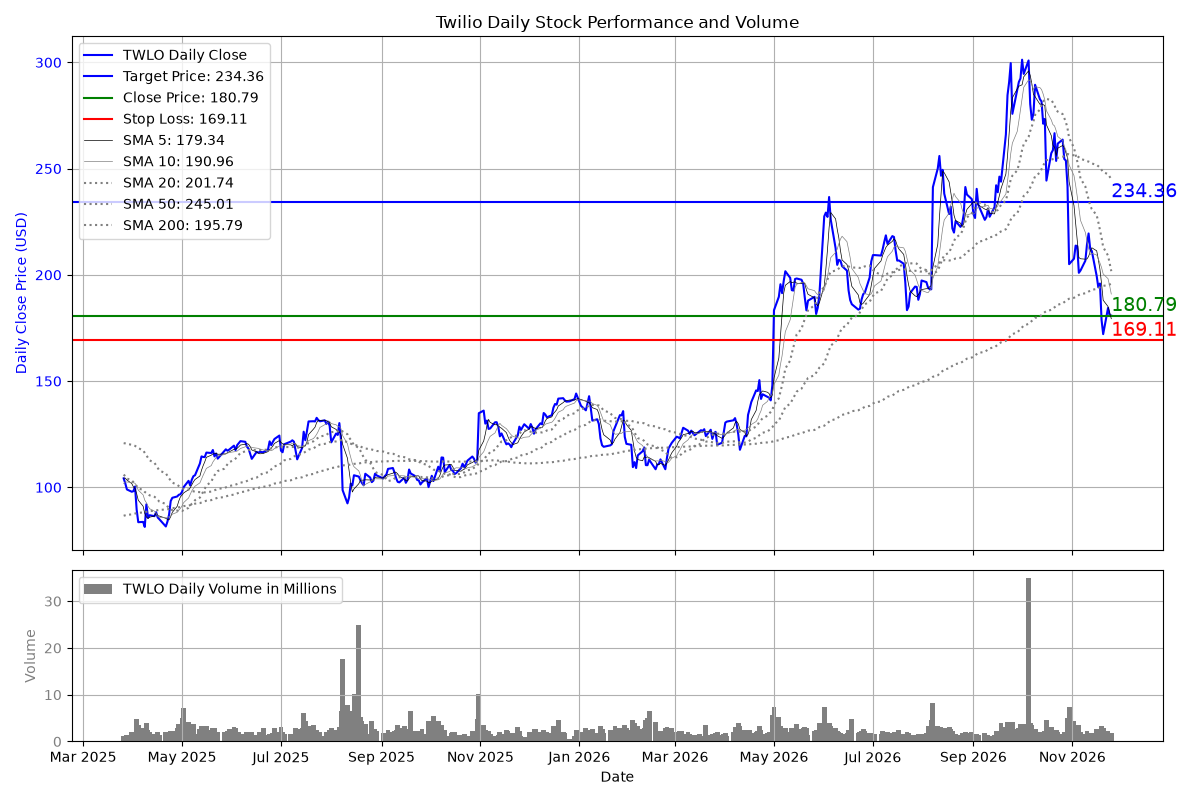 Twilio Daily Stock Performance and Volume
TWLO Daily Close
Target Price: 234.36
Close Price: 180.79
Stop Loss: 169.11
SMA 5: 179.34
SMA 10: 190.96
SMA 20: 201.74
SMA 50: 245.01
SMA 200: 195.79
300
250
200
150
100
Daily Close Price (USD)
234.36
180.79
169.11
TWLO Daily Volume in Millions
30
20
10
0
Volume
Mar 2025 May 2025 Jul 2025 Sep 2025 Nov 2025 Jan 2026 Mar 2026 May 2026 Jul 2026 Sep 2026 Nov 2026
Date